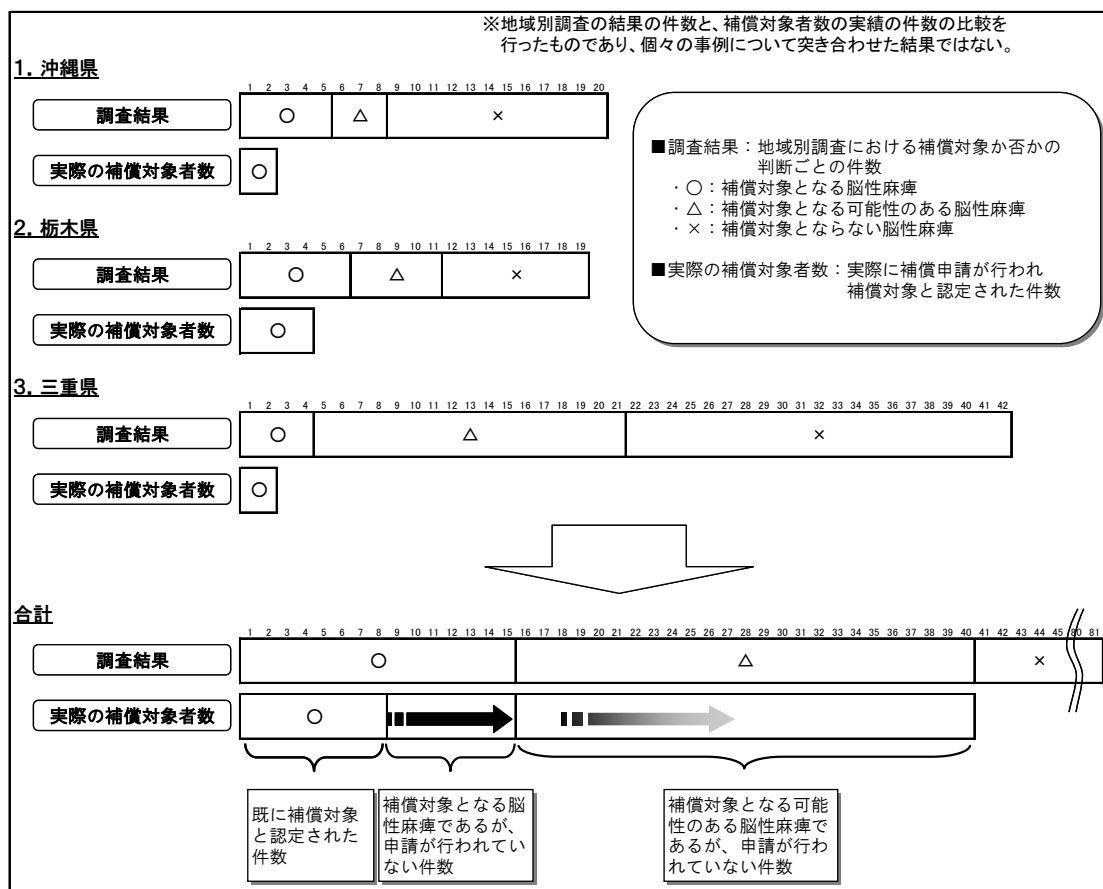 ※地域別調査の結果の件数と、補償対象者数の実績の件数の比較を
行ったものであり、個々の事例について突き合わせた結果ではない。
1. 沖縄県
1 2 3 4 5 6 7 8 9 10 11 12 13 14 15 16 17 18 19 20
調査結果 ○ △ ×
実際の補償対象者数 ○
■調査結果：地域別調査における補償対象か否かの
判断ごとの件数
・○：補償対象となる脳性麻痺
・△：補償対象となる可能性のある脳性麻痺
・×：補償対象とならない脳性麻痺
■実際の補償対象者数：実際に補償申請が行われ
補償対象と認定された件数
2. 栃木県
1 2 3 4 5 6 7 8 9 10 11 12 13 14 15 16 17 18 19
調査結果 ○ △ ×
実際の補償対象者数 ○
3. 三重県
1 2 3 4 5 6 7 8 9 10 11 12 13 14 15 16 17 18 19 20 21 22 23 24 25 26 27 28 29 30 31 32 33 34 35 36 37 38 39 40 41 42
調査結果 ○ △ ×
実際の補償対象者数 ○
合計
1 2 3 4 5 6 7 8 9 10 11 12 13 14 15 16 17 18 19 20 21 22 23 24 25 26 27 28 29 30 31 32 33 34 35 36 37 38 39 40 41 42 43 44 45 80 81
調査結果 ○ △ ×
実際の補償対象者数 ○
既に補償対象
と認定された
件数
補償対象となる脳
性麻痺であるが、
申請が行われてい
ない件数
補償対象となる可能
性のある脳性麻痺で
あるが、申請が行わ
れていない件数